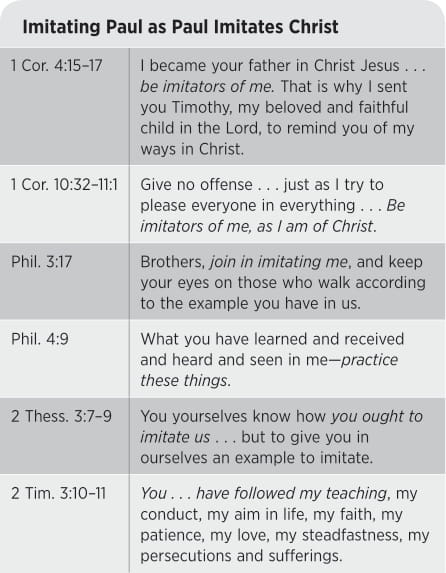 Imitating Paul as Paul Imitates Christ
1 Cor. 4:15–17
I became your father in Christ Jesus . . .
be imitators of me. That is why I sent
you Timothy, my beloved and faithful
child in the Lord, to remind you of my
ways in Christ.
1 Cor. 10:32–11:1
Give no offense . . . just as I try to
please everyone in everything . . . Be
imitators of me, as I am of Christ.
Phil. 3:17
Brothers, join in imitating me, and keep
your eyes on those who walk according
to the example you have in us.
Phil. 4:9
What you have learned and received
and heard and seen in me—practice
these things.
2 Thess. 3:7–9
You yourselves know how you ought to
imitate us . . . but to give you in
ourselves an example to imitate.
2 Tim. 3:10–11
You . . . have followed my teaching, my
conduct, my aim in life, my faith, my
patience, my love, my steadfastness, my
persecutions and sufferings.